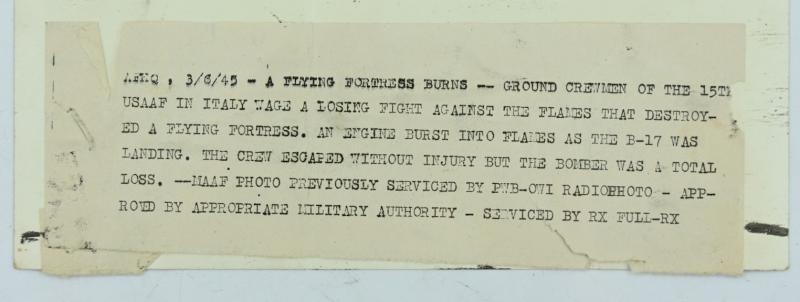 AFHQ, 3/6/45 - A FLYING FORTRESS BURNS -- GROUND CREWMEN OF THE 15TH
USAAF IN ITALY WAGE A LOSING FIGHT AGAINST THE FLAMES THAT DESTROY-
ED A FLYING FORTRESS. AN ENGINE BURST INTO FLAMES AS THE B-17 WAS
LANDING. THE CREW ESCAPED WITHOUT INJURY BUT THE BOMBER WAS A TOTAL
LOSS. --MAAF PHOTO PREVIOUSLY SERVICED BY PWB-OWI RADIOPHOTO - APP-
ROVED BY APPROPRIATE MILITARY AUTHORITY - SERVICED BY RX FULL-RX